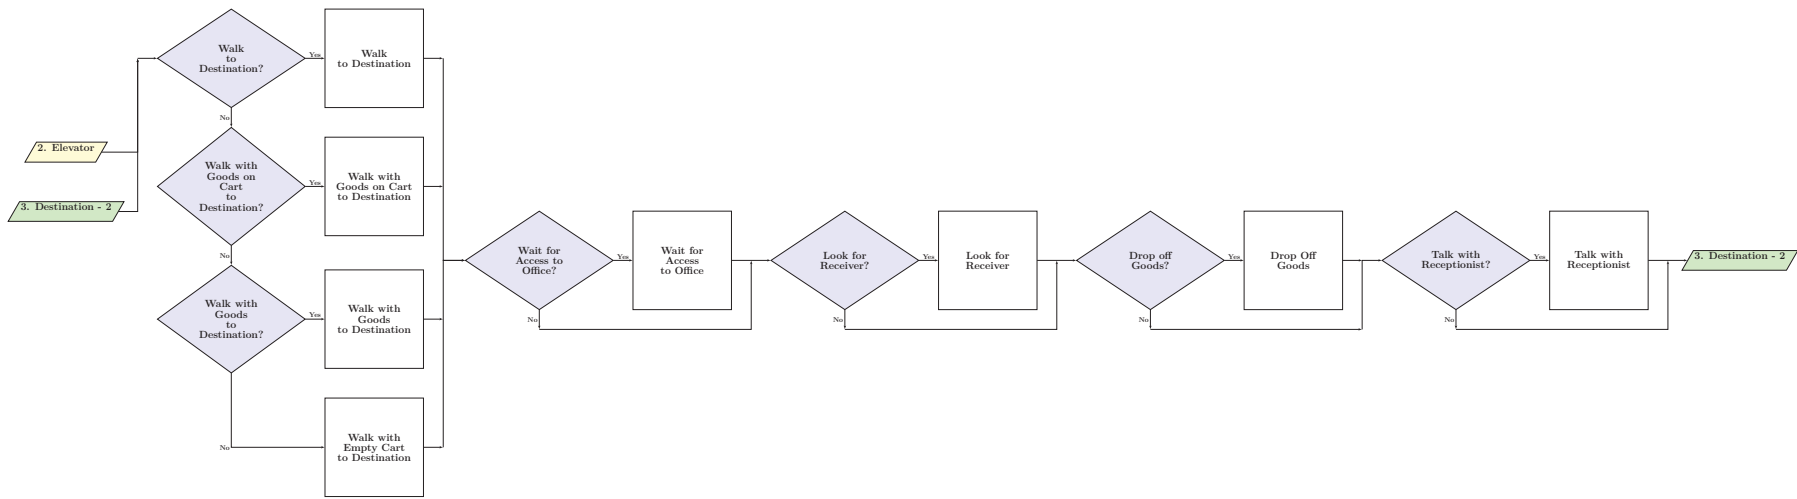 2. Elevator
3. Destination - 2
Walk
to
Destination?
Yes
No
Walk
to Destination
Walk with
Goods on
Cart
to
Destination?
Yes
No
Walk with
Goods on Cart
to Destination
Walk with
Goods
to
Destination?
Yes
No
Walk with
Goods
to Destination
Walk with
Empty Cart
to Destination
Wait for
Access to
Office?
Yes
No
Wait for
Access
to Office
Look for
Receiver?
Yes
No
Look for
Receiver
Drop off
Goods?
Yes
No
Drop Off
Goods
Talk with
Receptionist?
Yes
No
Talk with
Receptionist
3. Destination - 2